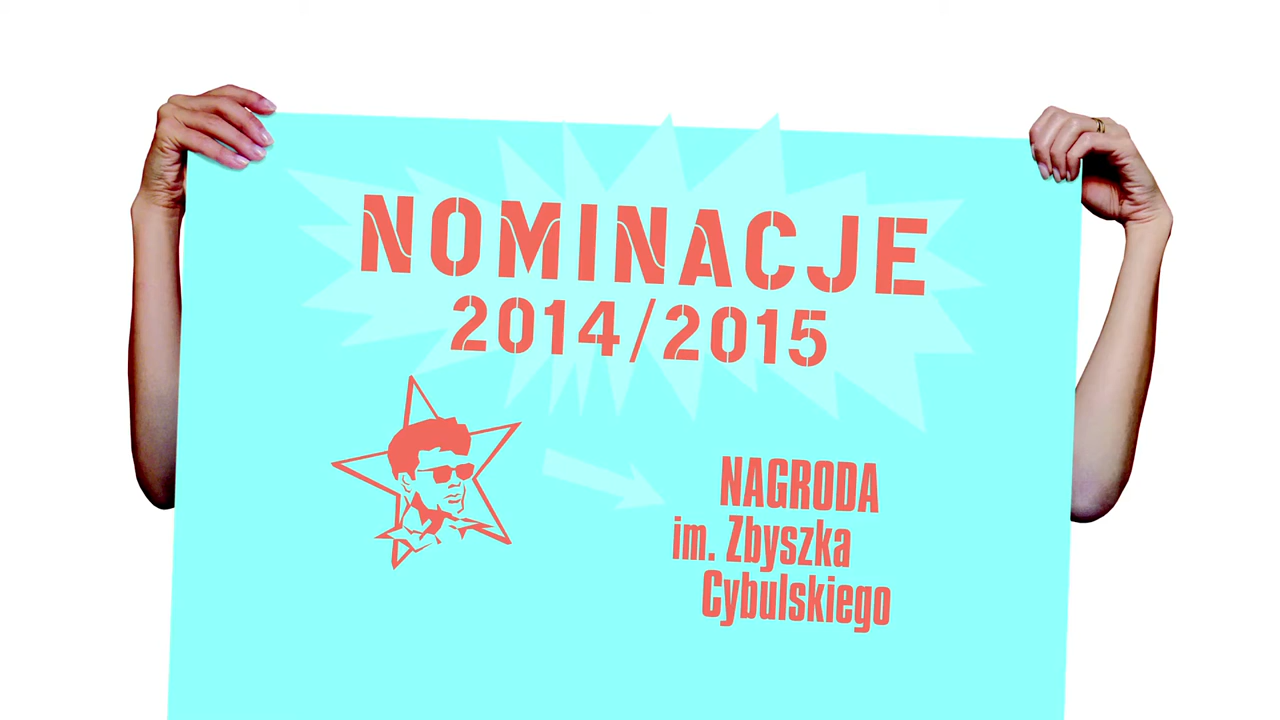 NOMINACJE
2014/2015
NAGRODA
im. Zbyszka
Cybulskiego